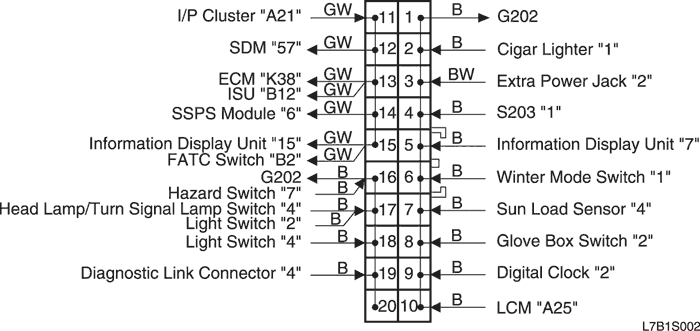 I/P Cluster "A21" GW 11 1 B G202
SDM "57" GW 12 2 B Cigar Lighter "1"
ECM "K38" GW 13 3 BW Extra Power Jack "2"
ISU "B12" GW
SSPS Module "6" GW 14 4 B S203 "1"
Information Display Unit "15" GW 15 5 B Information Display Unit "7"
FATC Switch "B2" GW
G202 B 16 6 B Winter Mode Switch "1"
Hazard Switch "7" B
Head Lamp/Turn Signal Lamp Switch "4" B 17 7 B Sun Load Sensor "4"
Light Switch "2" B
Light Switch "4" B 18 8 B Glove Box Switch "2"
Diagnostic Link Connector "4" B 19 9 B Digital Clock "2"
20 10 B LCM "A25"
L7B1S002